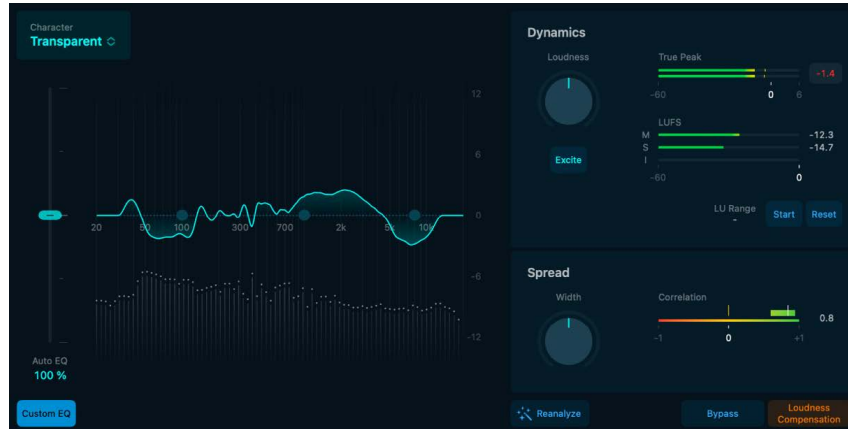 Character
Transparent
12
6
0
-6
-12
20
50
100
300
700
2k
5k
10k
Auto EQ
100 %
Custom EQ
Dynamics
Loudness
Excite
True Peak
-1.4
-60
0
6
LUFS
M
-12.3
S
-14.7
I
-60
0
LU Range
-
Start
Reset
Spread
Width
Correlation
0.8
-1
0
+1
Reanalyze
Bypass
Loudness
Compensation